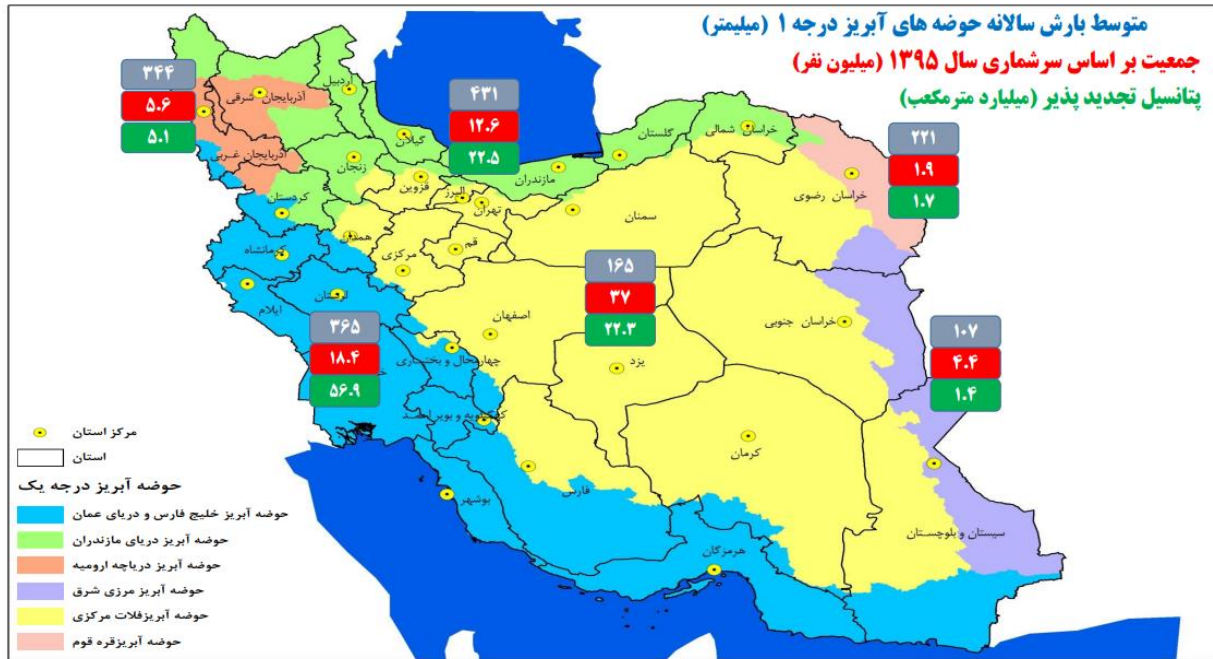 متوسط بارش سالانه حوضه های آبریز درجه ۱ (میلیمتر)
جمعیت بر اساس سرشماری سال ۱۳۹۵ (میلیون نفر)
پتانسیل تجدید پذیر (میلیارد مترمکعب)
۳۴۴
۵.۶
۵.۱
آذربایجان شرقی
اردبیل
آذربایجان غربی
گیلان
زنجان
کردستان
۴۳۱
۱۲.۶
۲۲.۵
قزوین
البرز
تهران
مازندران
گلستان
خراسان شمالی
۲۲۱
۱.۹
۱.۷
خراسان رضوی
سمنان
همدان
مرکزی
قم
کرمانشاه
لرستان
ایلام
۱۶۵
۳۷
۲۲.۳
اصفهان
یزد
خراسان جنوبی
۳۶۵
۱۸.۴
۵۶.۹
چهارمحال و بختیاری
کهگیلویه و بویر احمد
۱۰۷
۴.۴
۱.۴
کرمان
فارس
بوشهر
هرمزگان
سیستان و بلوچستان
مرکز استان
استان
حوضه آبریز درجه یک
حوضه آبریز خلیج فارس و دریای عمان
حوضه آبریز دریای مازندران
حوضه آبریز دریاچه ارومیه
حوضه آبریز مرزی شرق
حوضه آبریزفلات مرکزی
حوضه آبریزقره قوم